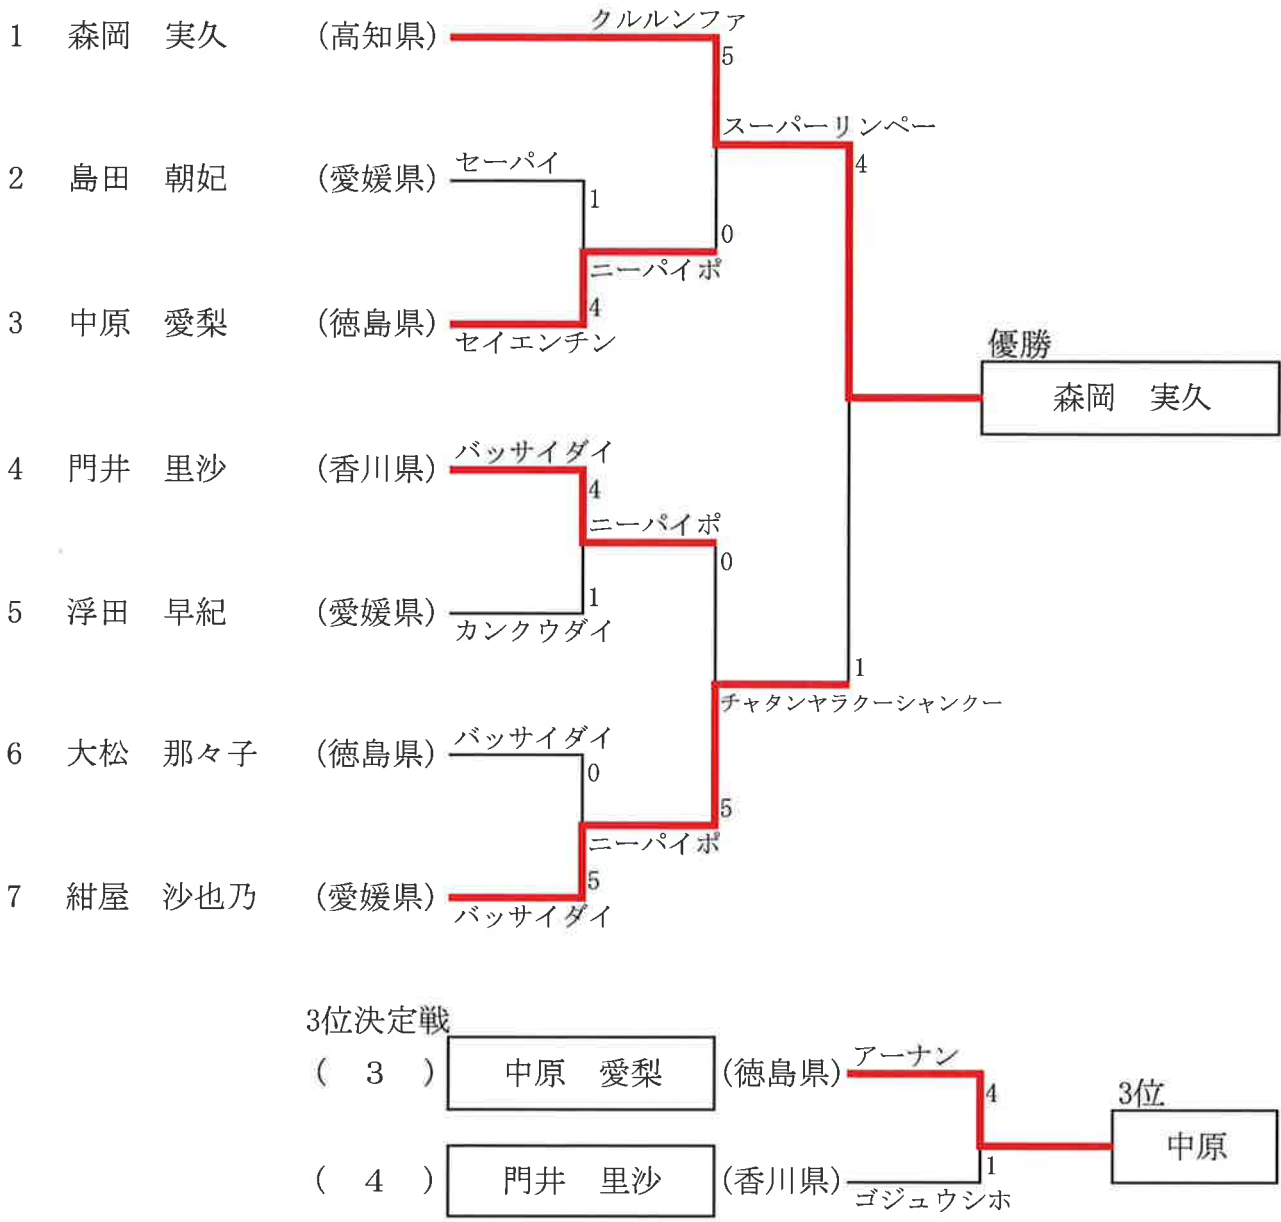 クルルンファ
1 森岡 実久 (高知県)
5
スーパーリンペー
4
セーパイ
2 島田 朝妃 (愛媛県)
1
0
ニーパイポ
4
3 中原 愛梨 (徳島県)
セイエンチン
優勝
森岡 実久
バッサイダイ
4 門井 里沙 (香川県)
4
ニーパイポ
0
1
5 浮田 早紀 (愛媛県)
カンクウダイ
1
チャタンヤラクーシャンクー
バッサイダイ
6 大松 那々子 (徳島県)
0
5
ニーパイポ
5
7 紺屋 沙也乃 (愛媛県)
バッサイダイ
3位決定戦
アーナン
( 3 ) 中原 愛梨 (徳島県)
4
3位
中原
1
( 4 ) 門井 里沙 (香川県)
ゴジュウシホ